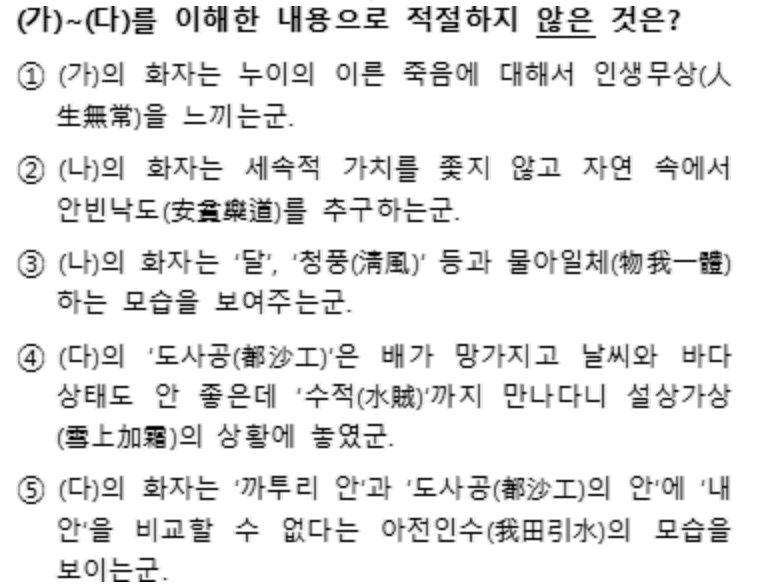 (가)~(다)를 이해한 내용으로 적절하지 않은 것은?
① (가)의 화자는 누이의 이른 죽음에 대해서 인생무상(人
生無常)을 느끼는군.
② (나)의 화자는 세속적 가치를 좇지 않고 자연 속에서
안빈낙도(安貧樂道)를 추구하는군.
③ (나)의 화자는 '달', '청풍(淸風)' 등과 물아일체(物我一體)
하는 모습을 보여주는군.
④ (다)의 '도사공(都沙工)'은 배가 망가지고 날씨와 바다
상태도 안 좋은데 '수적(水賊)'까지 만나다니 설상가상
(雪上加霜)의 상황에 놓였군.
⑤ (다)의 화자는 '까투리 안'과 '도사공(都沙工)의 안'에 '내
안'을 비교할 수 없다는 아전인수(我田引水)의 모습을
보이는군.